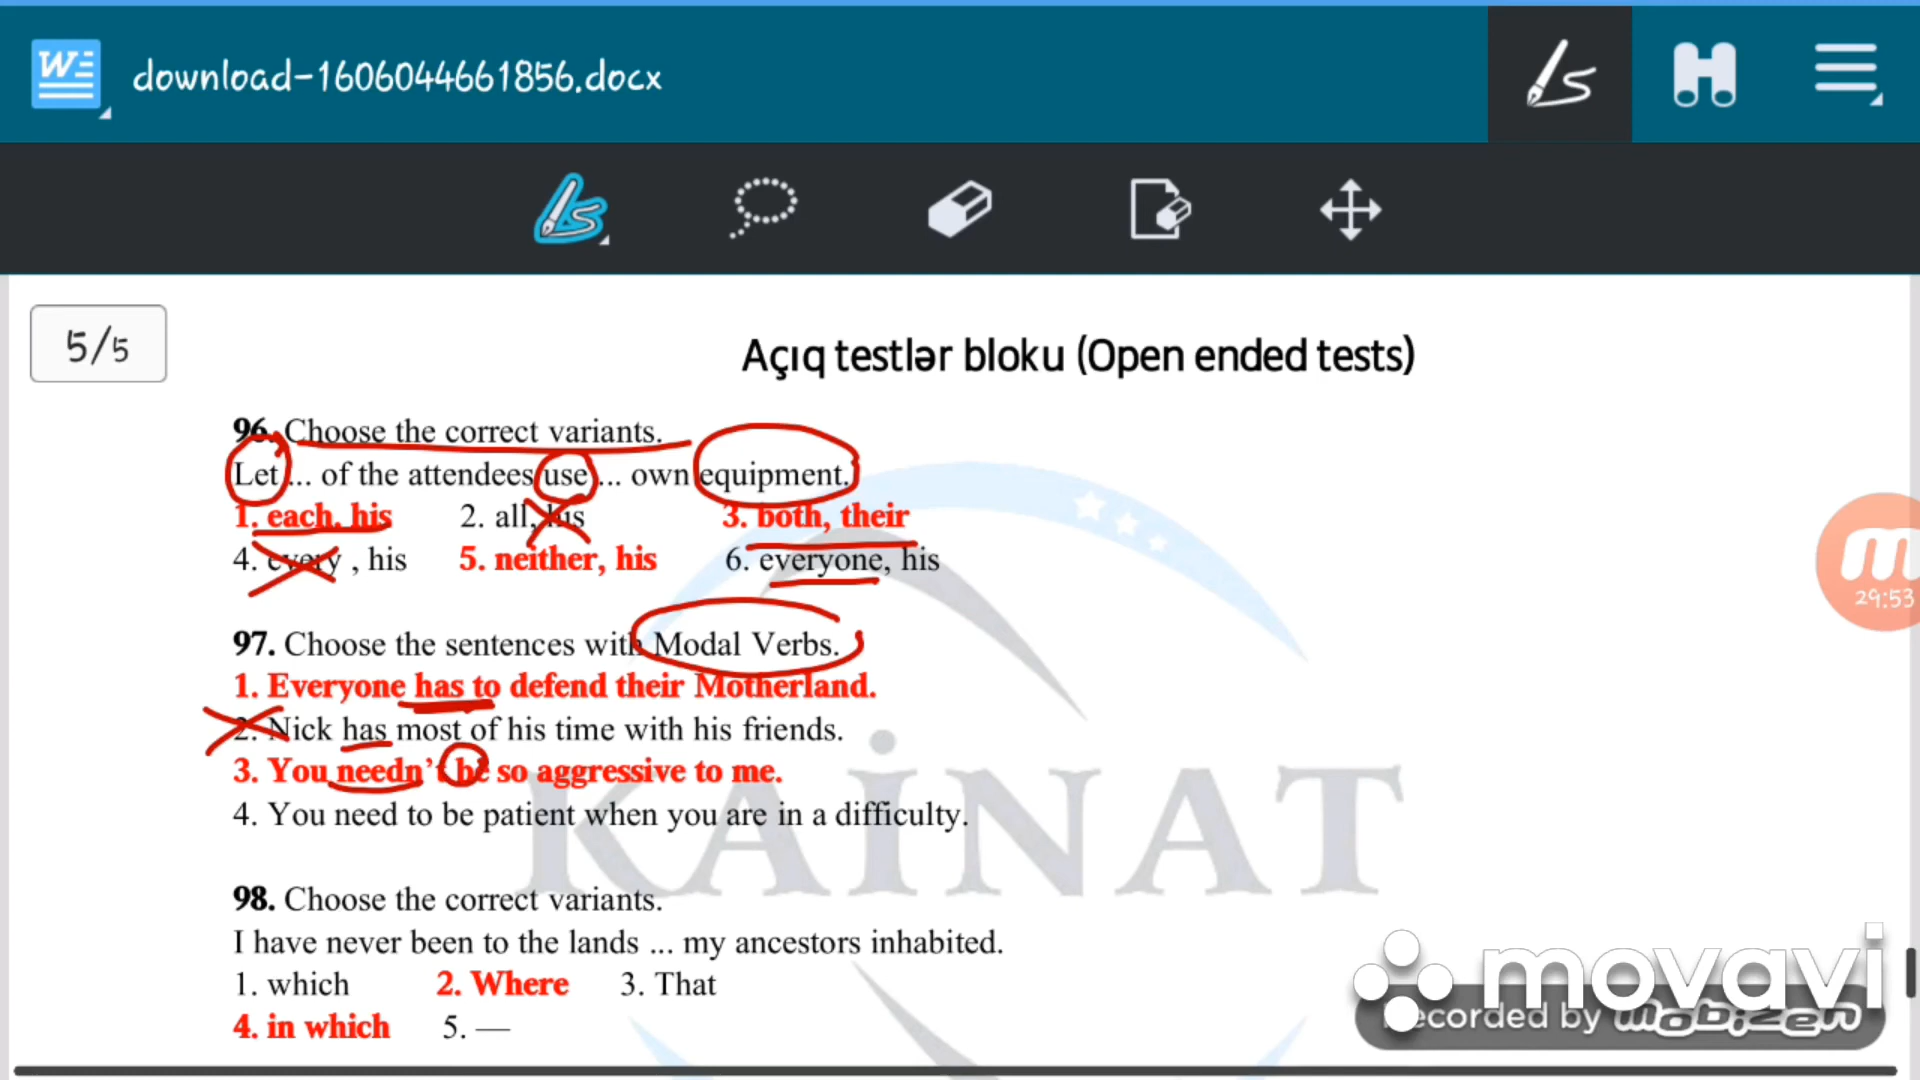 download-1606044661856.docx
5/5
Açıq testlər bloku (Open ended tests)
96. Choose the correct variants.
Let ... of the attendees use ... own equipment.
1. each, his 2. all, his 3. both, their
4. every , his 5. neither, his 6. everyone, his
97. Choose the sentences with Modal Verbs.
1. Everyone has to defend their Motherland.
2. Nick has most of his time with his friends.
3. You needn't be so aggressive to me.
4. You need to be patient when you are in a difficulty.
98. Choose the correct variants.
I have never been to the lands ... my ancestors inhabited.
1. which 2. Where 3. That
4. in which 5. —
KAİNAT
29:53
movavi
Recorded by mobizen